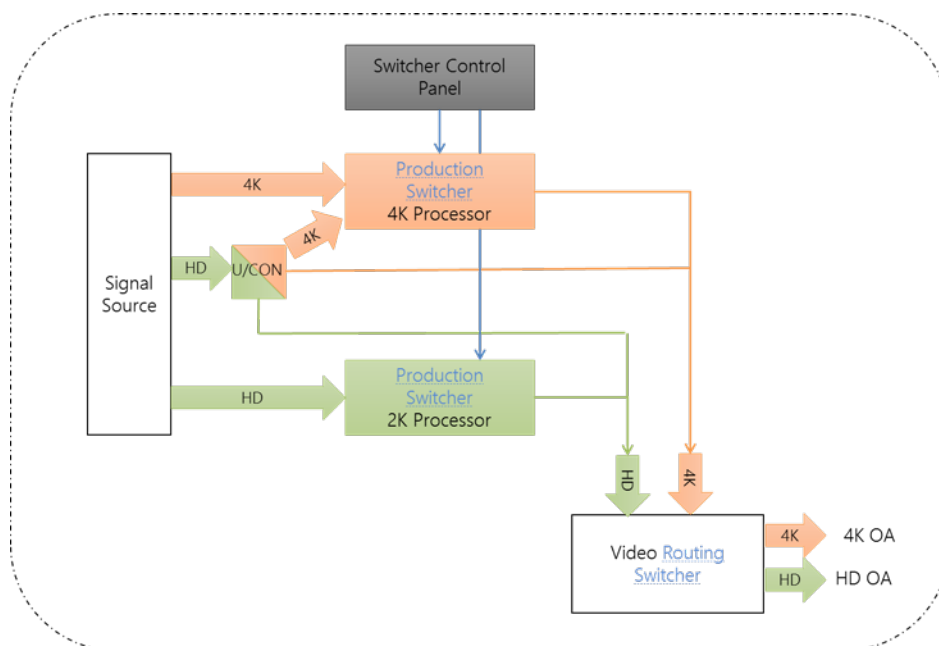 Switcher Control
Panel
4K
Production
Switcher
4K Processor
4K
HD
U/CON
Signal
Source
HD
Production
Switcher
2K Processor
HD
4K
Video Routing
Switcher
4K
4K OA
HD
HD OA